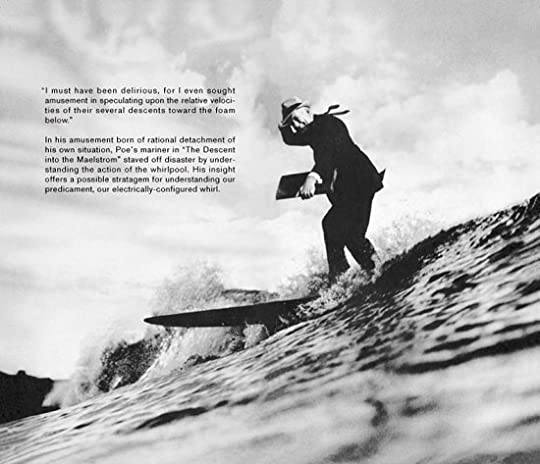 “I must have been delirious, for I even sought
amusement in speculating upon the relative veloci-
ties of their several descents toward the foam
below.”
In his amusement born of rational detachment of
his own situation, Poe’s mariner in “The Descent
into the Maelstrom” staved off disaster by under-
standing the action of the whirlpool. His insight
offers a possible stratagem for understanding our
predicament, our electrically-configured whirl.